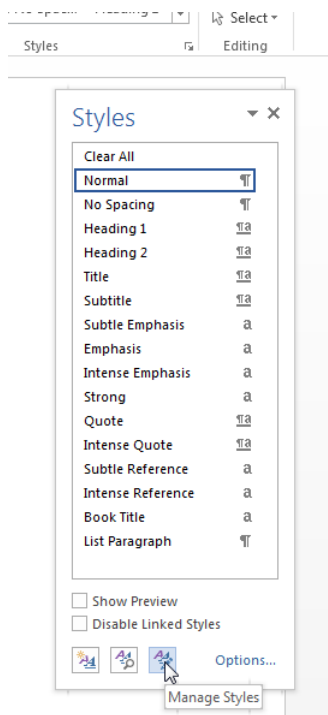 Select
Styles
Editing
Styles
Clear All
Normal ¶
No Spacing ¶
Heading 1 ¶a
Heading 2 ¶a
Title ¶a
Subtitle ¶a
Subtle Emphasis a
Emphasis a
Intense Emphasis a
Strong a
Quote ¶a
Intense Quote ¶a
Subtle Reference a
Intense Reference a
Book Title a
List Paragraph ¶
Show Preview
Disable Linked Styles
Options...
Manage Styles